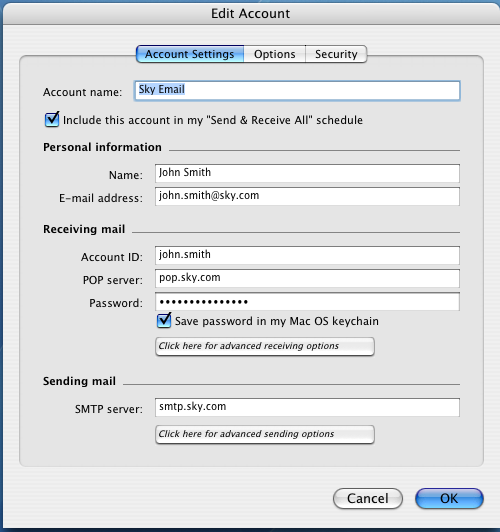 Edit Account
Account Settings Options Security
Account name: Sky Email
Include this account in my "Send & Receive All" schedule
Personal information
Name: John Smith
E-mail address: john.smith@sky.com
Receiving mail
Account ID: john.smith
POP server: pop.sky.com
Password: •••••••••••••••
Save password in my Mac OS keychain
Click here for advanced receiving options
Sending mail
SMTP server: smtp.sky.com
Click here for advanced sending options
Cancel OK